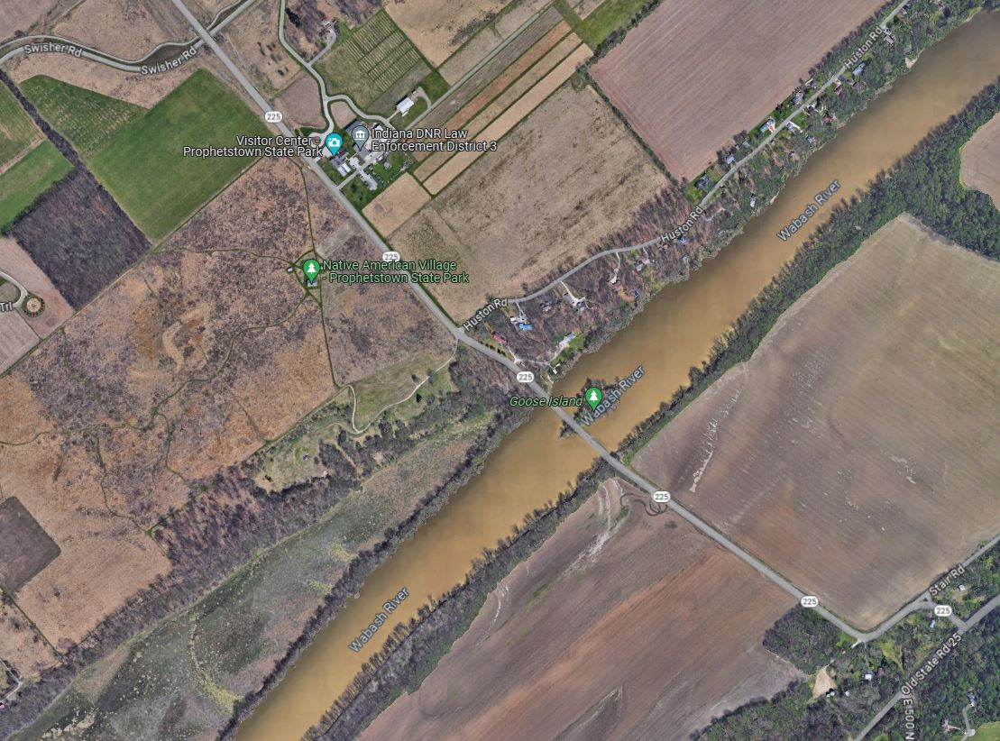 Swisher Rd
Swisher Rd
Huston Rd
225
Visitor Center -
Prophetstown State Park
Indiana DNR Law
Enforcement District 3
Wabash River
Huston Rd
225
Native American Village
- Prophetstown State Park
Trl
Huston Rd
225
Goose Island
Wabash River
225
Stair Rd
225
225
Wabash River
Old State Rd 25
E 500 N